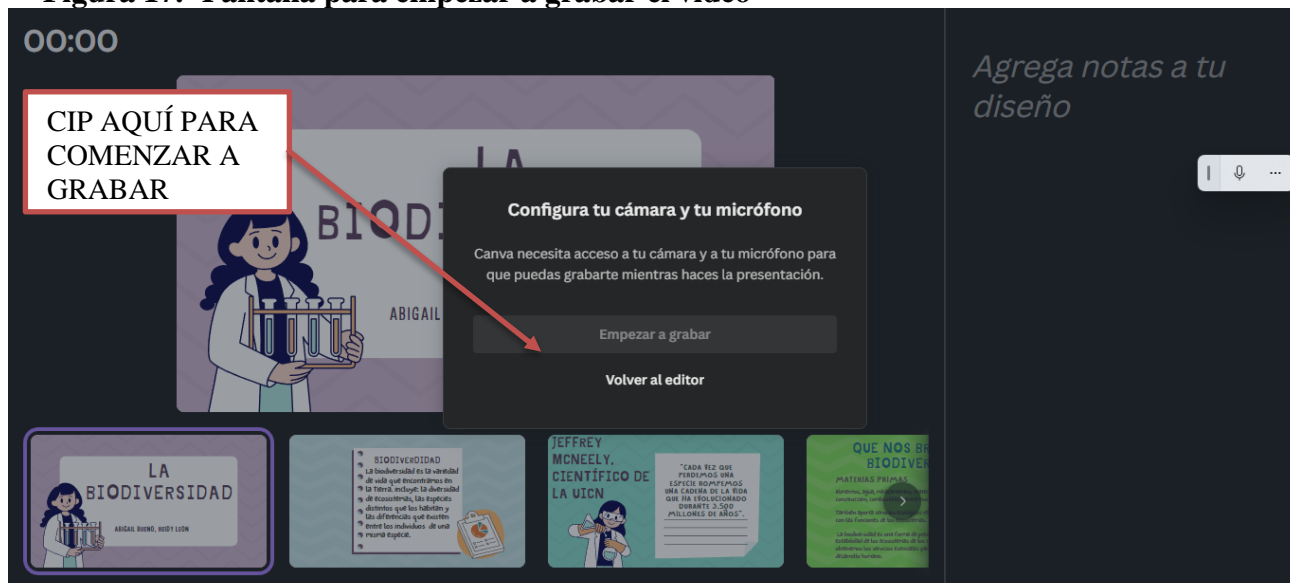 Figura 17. Pantalla para empezar a grabar el video
00:00
Agrega notas a tu
diseño
CIP AQUÍ PARA
COMENZAR A
GRABAR
LA
BIOD
ABIGAIL
Configura tu cámara y tu micrófono
Canva necesita acceso a tu cámara y a tu micrófono para
que puedas grabarte mientras haces la presentación.
Empezar a grabar
Volver al editor
LA
BIODIVERSIDAD
ABIGAIL BUENO, HEIDY LEÓN
BIODIVERDIDAD
La biodiversidad es la variedad
de vida que encontramos en
la Tierra. incluye: la diversidad
de ecosistemas, las especies
distintos que los habitan y
las diferencias que existen
entre los individuos de una
misma especie.
JEFFREY
MCNEELY,
CIENTÍFICO DE
LA UICN
"CADA VEZ QUE
PERDEMOS UNA
ESPECIE ROMPEMOS
UNA CADENA DE LA VIDA
QUE HA EVOLUCIONADO
DURANTE 3.500
MILLONES DE AÑOS".
QUE NOS BR
BIODIVER
MATERIAS PRIMAS